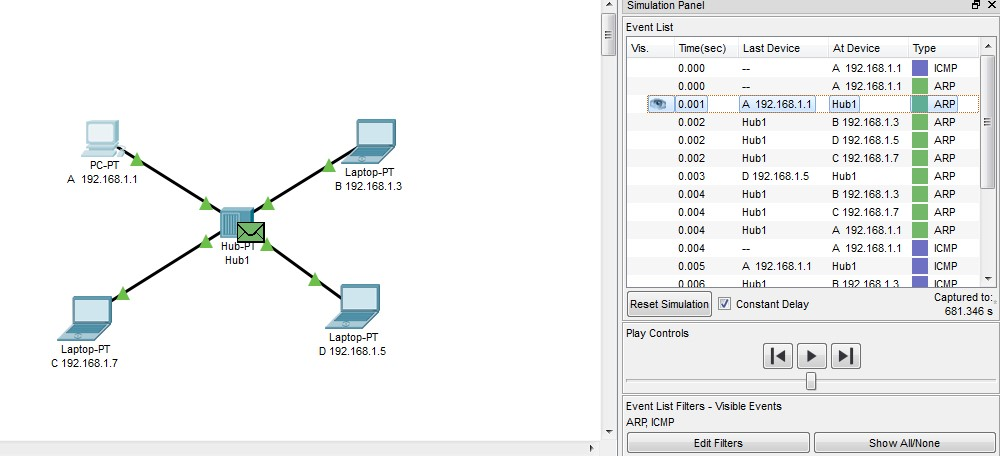 PC-PT
A 192.168.1.1
Laptop-PT
B 192.168.1.3
Hub-PT
Hub1
Laptop-PT
C 192.168.1.7
Laptop-PT
D 192.168.1.5
Simulation Panel
Event List
Vis. Time(sec) Last Device At Device Type
0.000 -- A 192.168.1.1 ICMP
0.000 -- A 192.168.1.1 ARP
0.001 A 192.168.1.1 Hub1 ARP
0.002 Hub1 B 192.168.1.3 ARP
0.002 Hub1 D 192.168.1.5 ARP
0.002 Hub1 C 192.168.1.7 ARP
0.003 D 192.168.1.5 Hub1 ARP
0.004 Hub1 B 192.168.1.3 ARP
0.004 Hub1 C 192.168.1.7 ARP
0.004 Hub1 A 192.168.1.1 ARP
0.004 -- A 192.168.1.1 ICMP
0.005 A 192.168.1.1 Hub1 ICMP
0.006 Hub1 B 192.168.1.3 ICMP
Reset Simulation Constant Delay Captured to:
681.346 s
Play Controls
Event List Filters - Visible Events
ARP, ICMP
Edit Filters Show All/None